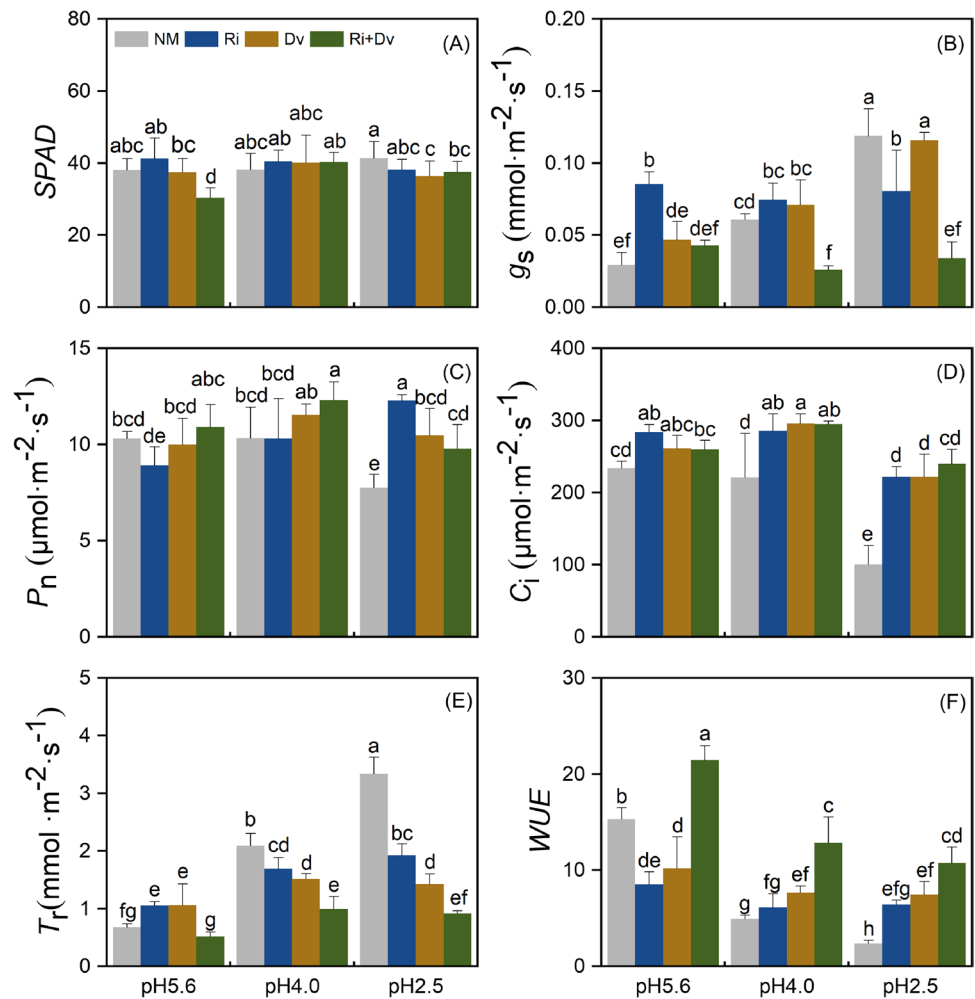 80
60
40
20
0
SPAD
NM Ri Dv Ri+Dv
(A)
abc ab bc d
abc ab abc ab
a abc c bc
0.20
0.15
0.10
0.05
0.00
gs (mmol·m⁻²·s⁻¹)
(B)
ef b de def
cd bc bc f
a b a ef
15
10
5
0
Pn (μmol·m⁻²·s⁻¹)
(C)
bcd de bcd abc
bcd bcd ab a
e a bcd cd
400
300
200
100
0
Ci (μmol·m⁻²·s⁻¹)
(D)
cd ab abc bc
d ab a ab
e d d d
5
4
3
2
1
0
Tr(mmol ·m⁻²·s⁻¹)
(E)
fg e e g
b cd d e
a bc d ef
pH5.6 pH4.0 pH2.5
30
20
10
0
WUE
(F)
b de d a
g fg ef c
h efg ef cd
pH5.6 pH4.0 pH2.5